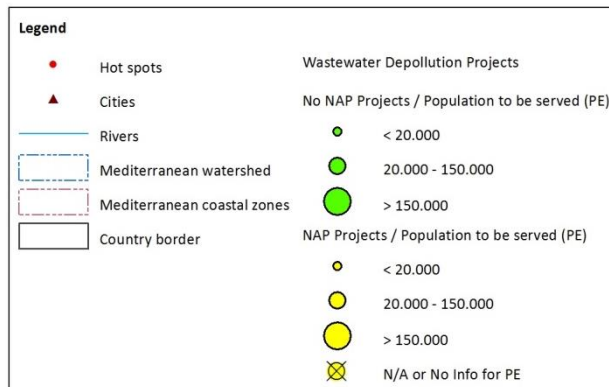 Legend
Hot spots
Cities
Rivers
Mediterranean watershed
Mediterranean coastal zones
Country border
Wastewater Depollution Projects
No NAP Projects / Population to be served (PE)
< 20.000
20.000 - 150.000
> 150.000
NAP Projects / Population to be served (PE)
< 20.000
20.000 - 150.000
> 150.000
N/A or No Info for PE